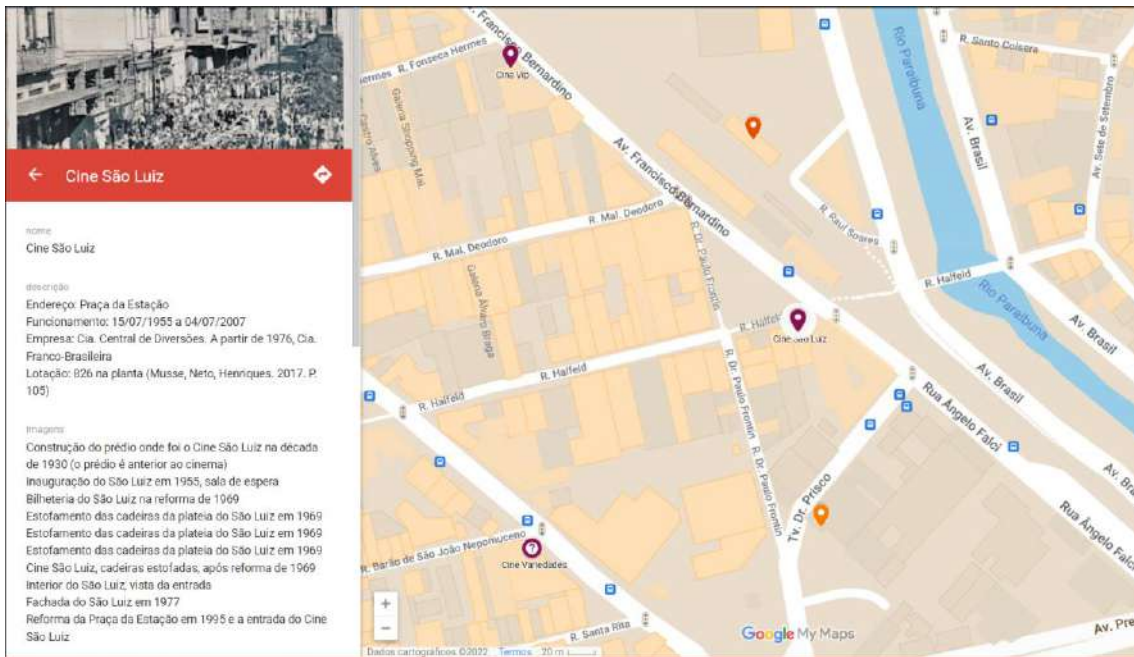 Cine São Luiz
nome
Cine São Luiz
descrição
Endereço: Praça da Estação
Funcionamento: 15/07/1955 a 04/07/2007
Empresa: Cia. Central de Diversões. A partir de 1976, Cia.
Franco-Brasileira
Lotação: 826 na planta (Musse, Neto, Henriques. 2017. P.
105)
Imagens
Construção do prédio onde foi o Cine São Luiz na década
de 1930 (o prédio é anterior ao cinema)
Inauguração do São Luiz em 1955, sala de espera
Bilheteria do São Luiz na reforma de 1969
Estofamento das cadeiras da plateia do São Luiz em 1969
Estofamento das cadeiras da plateia do São Luiz em 1969
Estofamento das cadeiras da plateia do São Luiz em 1969
Cine São Luiz, cadeiras estofadas, após reforma de 1969
Interior do São Luiz, vista da entrada
Fachada do São Luiz em 1977
Reforma da Praça da Estação em 1995 e a entrada do Cine
São Luiz
Av. Francisco Bernardino
Hermes
R. Fonseca Hermes
Cine Vip
Castro Alves
Galeria Shopping Mal.
Av. Francisco Bernardino
R. Mal. Deodoro
R. Mal. Deodoro
Galeria Álvaro Braga
R. Dr. Paulo Frontin
R. Raul Soares
Rio Paraibuna
R. Santo Coisera
Av. Brasil
Av. Sete de Setembro
R. Halfeld
Rio Paraibuna
Av. Brasil
R. Halfeld
Cine São Luiz
R. Halfeld
R. Halfeld
R. Dr. Paulo Frontin
Av. Brasil
Rua Ângelo Falci
Av. Bra
R. Dr. Paulo Frontin
Tv. Dr. Prisco
Rua Ângelo Falci
R. Barão de São João Nepomuceno
?
Cine Variedades
+
−
R. Santa Rita
Google My Maps
Av. Pre
Dados cartográficos ©2022
Termos
20 m